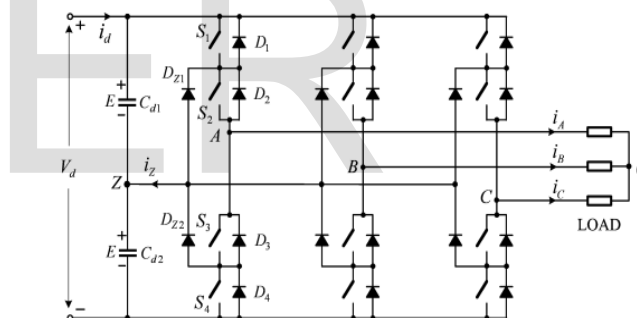 ER
+
i_d
S_1
D_1
D_Z1
+
E
C_d1
−
S_2
D_2
A
i_A
V_d
i_Z
Z
B
i_B
C
i_C
D_Z2
S_3
D_3
LOAD
+
E
C_d2
−
S_4
D_4
−